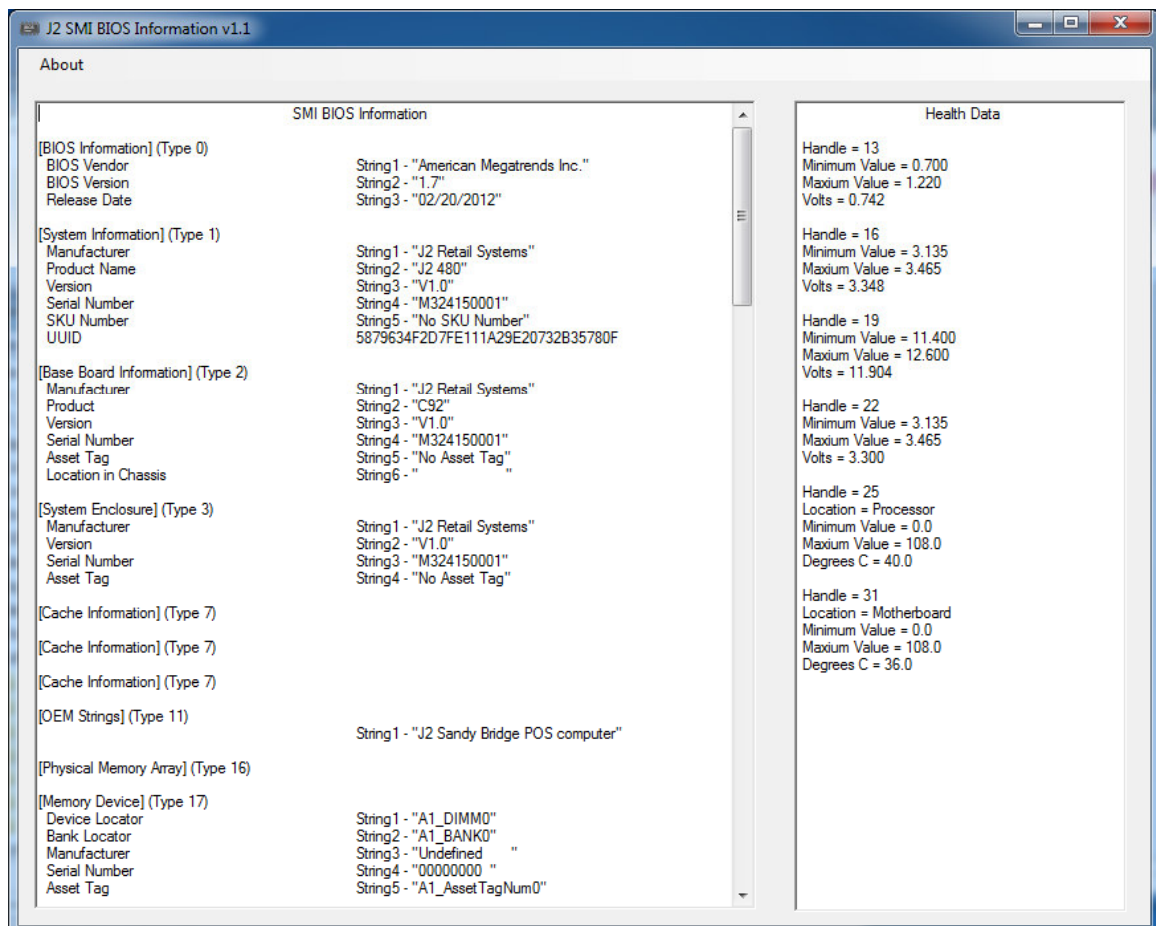 J2 SMI BIOS Information v1.1
About
SMI BIOS Information
[BIOS Information] (Type 0)
BIOS Vendor String1 - "American Megatrends Inc."
BIOS Version String2 - "1.7"
Release Date String3 - "02/20/2012"
[System Information] (Type 1)
Manufacturer String1 - "J2 Retail Systems"
Product Name String2 - "J2 480"
Version String3 - "V1.0"
Serial Number String4 - "M324150001"
SKU Number String5 - "No SKU Number"
UUID 5879634F2D7FE111A29E20732B35780F
[Base Board Information] (Type 2)
Manufacturer String1 - "J2 Retail Systems"
Product String2 - "C92"
Version String3 - "V1.0"
Serial Number String4 - "M324150001"
Asset Tag String5 - "No Asset Tag"
Location in Chassis String6 - " "
[System Enclosure] (Type 3)
Manufacturer String1 - "J2 Retail Systems"
Version String2 - "V1.0"
Serial Number String3 - "M324150001"
Asset Tag String4 - "No Asset Tag"
[Cache Information] (Type 7)
[Cache Information] (Type 7)
[Cache Information] (Type 7)
[OEM Strings] (Type 11)
String1 - "J2 Sandy Bridge POS computer"
[Physical Memory Array] (Type 16)
[Memory Device] (Type 17)
Device Locator String1 - "A1_DIMM0"
Bank Locator String2 - "A1_BANK0"
Manufacturer String3 - "Undefined "
Serial Number String4 - "00000000 "
Asset Tag String5 - "A1_AssetTagNum0"
Health Data
Handle = 13
Minimum Value = 0.700
Maxium Value = 1.220
Volts = 0.742
Handle = 16
Minimum Value = 3.135
Maxium Value = 3.465
Volts = 3.348
Handle = 19
Minimum Value = 11.400
Maxium Value = 12.600
Volts = 11.904
Handle = 22
Minimum Value = 3.135
Maxium Value = 3.465
Volts = 3.300
Handle = 25
Location = Processor
Minimum Value = 0.0
Maxium Value = 108.0
Degrees C = 40.0
Handle = 31
Location = Motherboard
Minimum Value = 0.0
Maxium Value = 108.0
Degrees C = 36.0